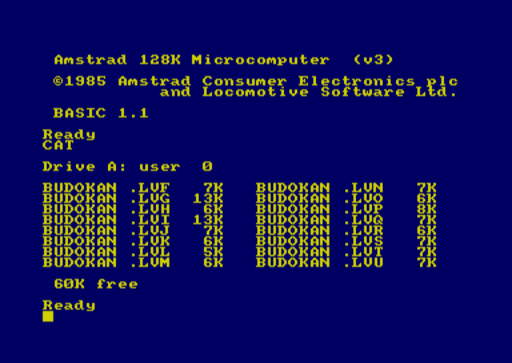 Amstrad 128K Microcomputer (v3)
©1985 Amstrad Consumer Electronics plc
and Locomotive Software Ltd.
BASIC 1.1
Ready
CAT
Drive A: user 0
BUDOKAN .LVF 7K BUDOKAN .LVN 7K
BUDOKAN .LVG 13K BUDOKAN .LVO 6K
BUDOKAN .LVH 6K BUDOKAN .LVP 8K
BUDOKAN .LVI 13K BUDOKAN .LVQ 7K
BUDOKAN .LVJ 7K BUDOKAN .LVR 6K
BUDOKAN .LVK 6K BUDOKAN .LVS 7K
BUDOKAN .LVL 5K BUDOKAN .LVT 7K
BUDOKAN .LVM 6K BUDOKAN .LVU 7K
60K free
Ready